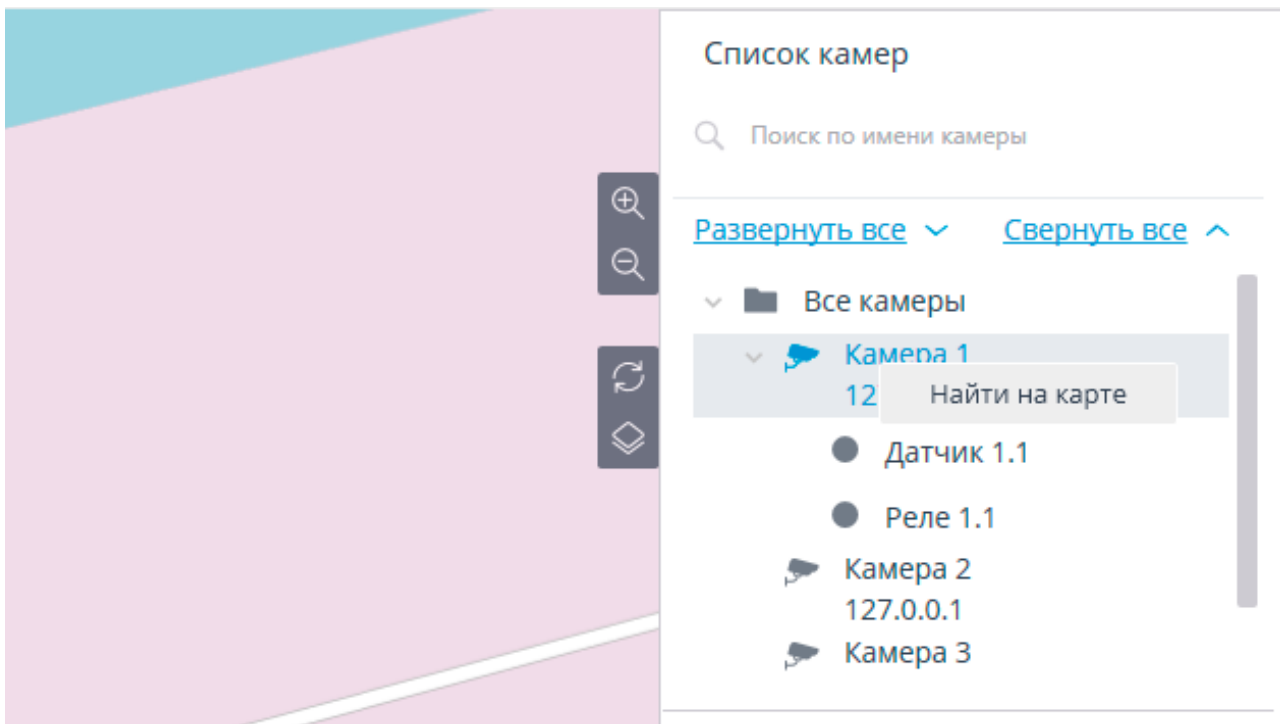 Список камер
Поиск по имени камеры
Развернуть все Свернуть все
Все камеры
Камера 1
12
Найти на карте
Датчик 1.1
Реле 1.1
Камера 2
127.0.0.1
Камера 3